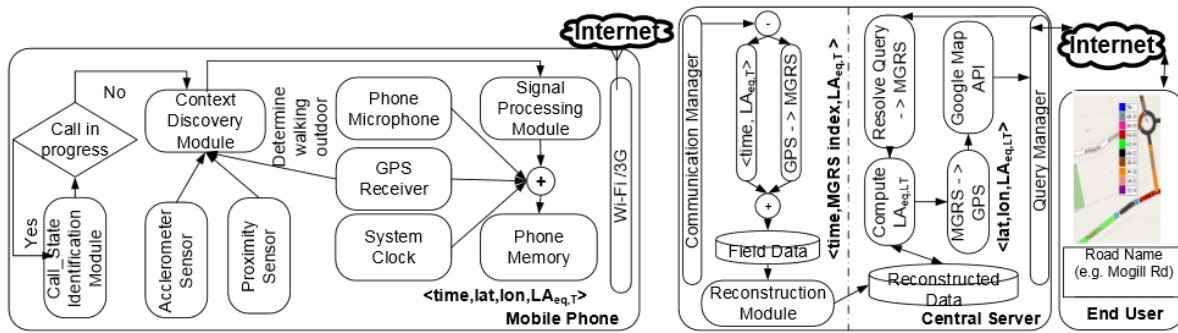 Internet
No
Call in
progress
Yes
Call_State
Identification
Module
Context
Discovery
Module
Determine
walking
outdoor
Acclerometer
Sensor
Proximity
Sensor
Phone
Microphone
GPS
Receiver
System
Clock
Signal
Processing
Module
+
Phone
Memory
<time,lat,lon,LAeq,T>
Mobile Phone
Wi-Fi /3G
Communication Manager
-
<time, LAeq,T>
GPS -> MGRS
+
Field Data
Reconstruction
Module
<time,MGRS index,LAeq,T >
Resolve Query
-> MGRS
Compute
LAeq,LT
Google Map
API
MGRS ->
GPS
<lat,lon,LAeq,LT>
Reconstructed
Data
Central Server
Query Manager
Internet
Road Name
(e.g. Mogill Rd)
End User